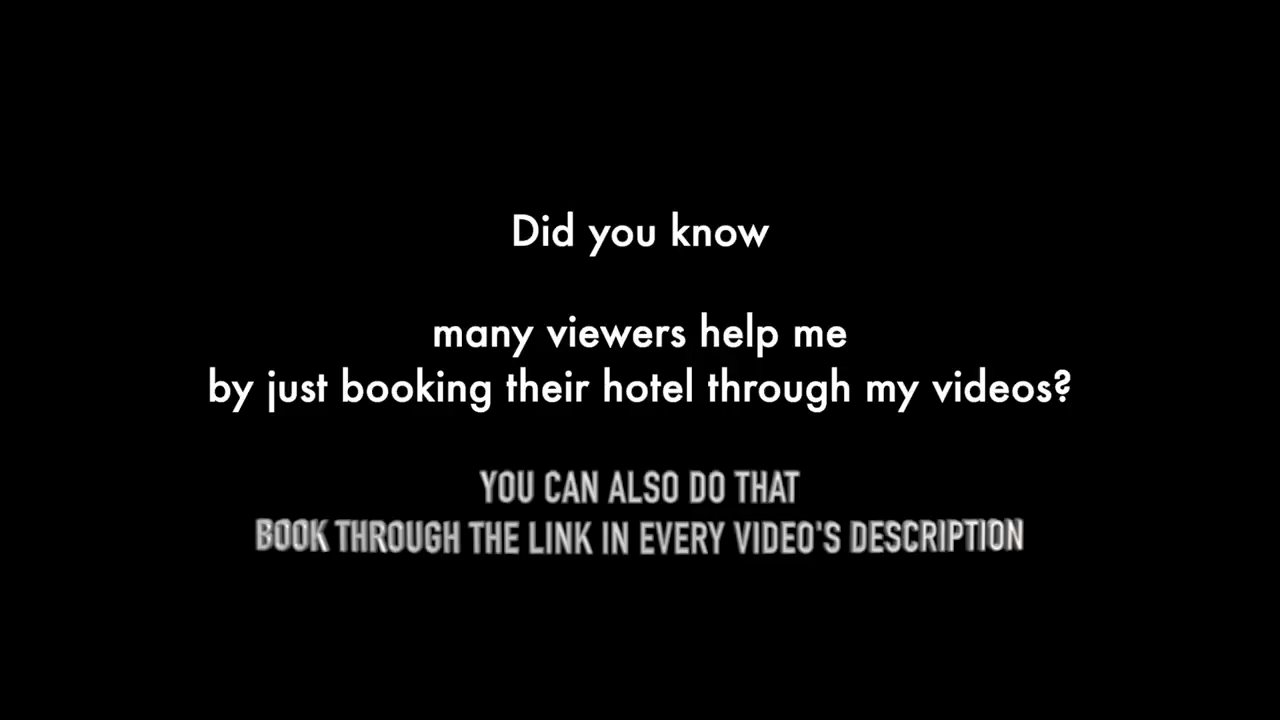 Did you know
many viewers help me
by just booking their hotel through my videos?
YOU CAN ALSO DO THAT
BOOK THROUGH THE LINK IN EVERY VIDEO'S DESCRIPTION